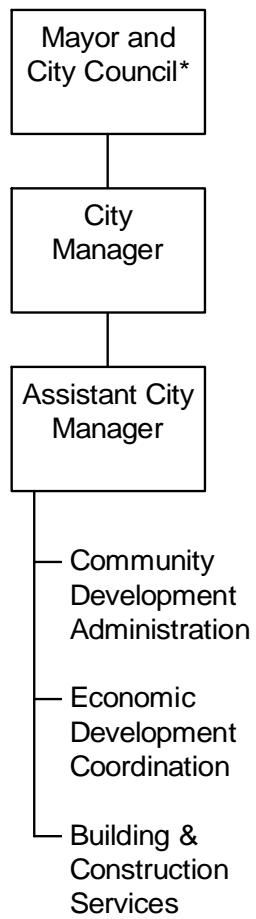 Mayor and
City Council*
City
Manager
Assistant City
Manager
Community
Development
Administration
Economic
Development
Coordination
Building &
Construction
Services